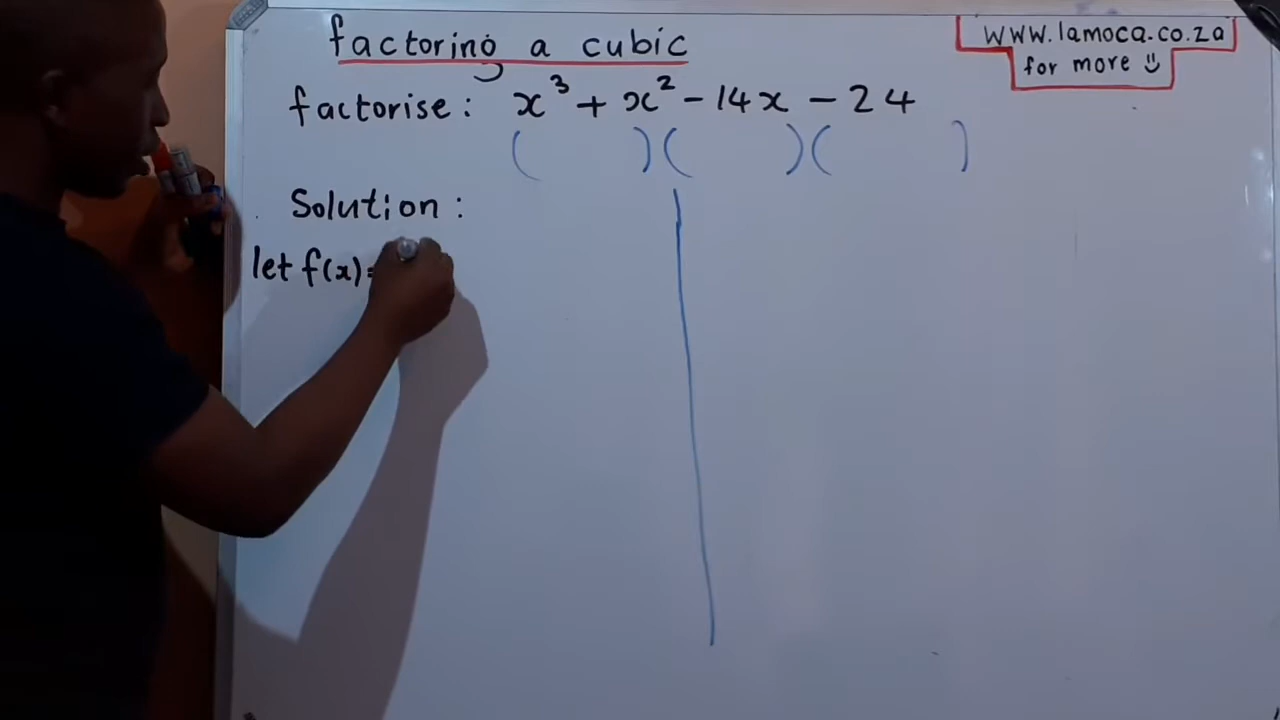 factoring a cubic
www.lamoca.co.za
for more
factorise: x³ + x² - 14x - 24
( )( )( )
Solution:
let f(x) =